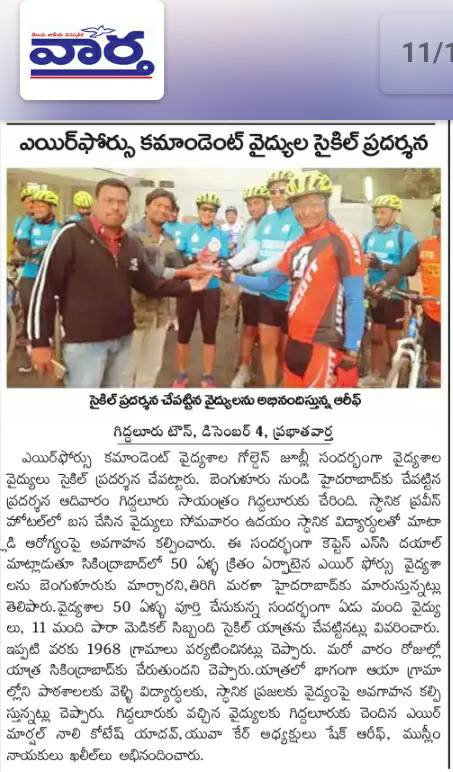 తెలుగు జాతీయ దినపత్రిక
వార్త
11/1
ఎయిర్‌ఫోర్సు కమాండెంట్ వైద్యుల సైకిల్ ప్రదర్శన
సైకిల్ ప్రదర్శన చేపట్టిన వైద్యులను అభినందిస్తున్న ఆరీఫ్
గిద్దలూరు టౌన్, డిసెంబర్ 4, ప్రభాతవార్త
ఎయిర్‌ఫోర్సు కమాండెంట్ వైద్యశాల గోల్డెన్ జూబ్లీ సందర్భంగా వైద్యశాల
వైద్యులు సైకిల్ ప్రదర్శన చేపట్టారు. బెంగుళూరు నుండి హైదరాబాద్‌కు చేపట్టిన
ప్రదర్శన ఆదివారం గిద్దలూరు సాయంత్రం గిద్దలూరుకు చేరింది. స్థానిక ప్రవీన్
హోటల్‌లో బస చేసిన వైద్యులు సోమవారం ఉదయం స్థానిక విద్యార్థులతో మాటా
డి ఆరోగ్యంపై అవగాహన కల్పించారు. ఈ సందర్భంగా కెప్టెన్ ఎన్‌సి దయాల్
మాట్లాడుతూ సికింద్రాబాద్‌లో 50 ఏళ్ళ క్రితం ఏర్పాటైన ఎయిర్ ఫోర్సు వైద్యశా
లను బెంగుళూరుకు మార్చారని,తిరిగి మరళా హైదరాబాద్‌కు మారుస్తున్నట్లు
తెలిపారు.వైద్యశాల 50 ఏళ్ళు పూర్తి చేసుకున్న సందర్భంగా ఏడు మంది వైద్యు
లు, 11 మంది పారా మెడికల్ సిబ్బంది సైకిల్ యాత్రను చేపట్టినట్లు వివరించారు.
ఇప్పటి వరకు 1968 గ్రామాలు పర్యటించినట్లు చెప్పారు. మరో వారం రోజుల్లో
యాత్ర సికింద్రాబాద్‌కు చేరుతుందని చెప్పారు.యాత్రలో భాగంగా ఆయా గ్రామా
ల్లోని పాఠశాలలకు వెళ్ళి విద్యార్థులకు, స్థానిక ప్రజలకు వైద్యంపై అవగాహన కల్పి
స్తున్నట్లు చెప్పారు. గిద్దలూరుకు వచ్చిన వైద్యులకు గిద్దలూరుకు చెందిన ఎయిర్
మార్షల్ నాలి కోటేష్ యాదవ్,యువా కేర్ అధ్యక్షులు షేక్ ఆరీఫ్, ముస్లీం
నాయకులు ఖలీల్‌లు అభినందించారు.